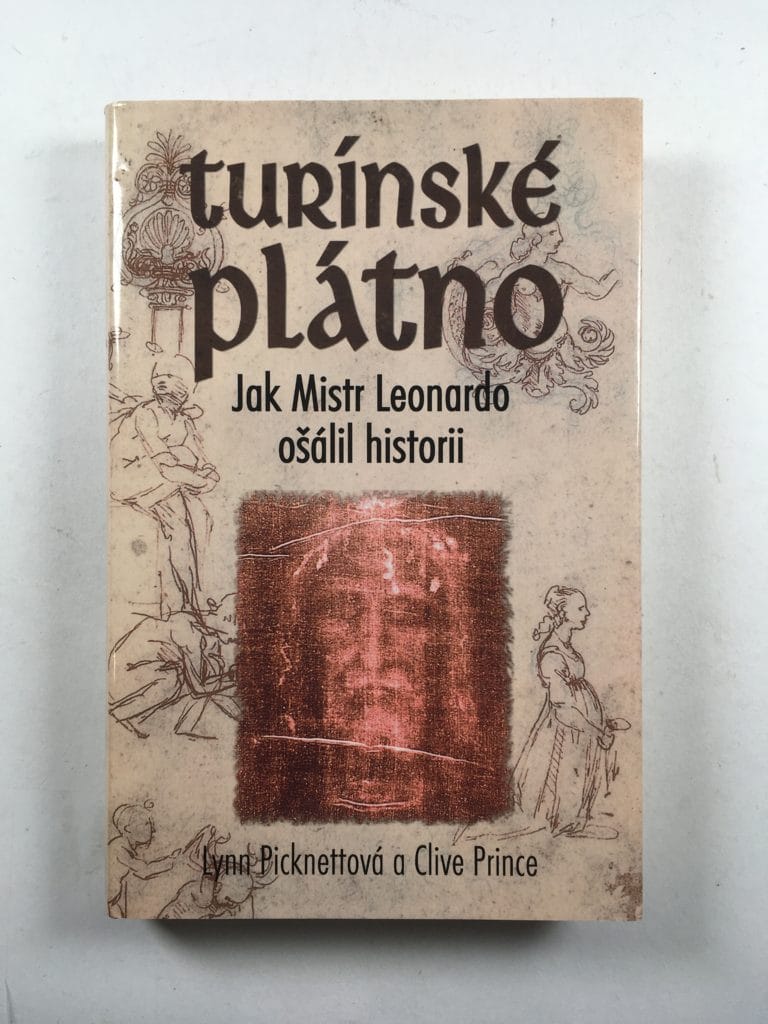 turínské
plátno
Jak Mistr Leonardo
ošálil historii
Lynn Picknettová a Clive Prince